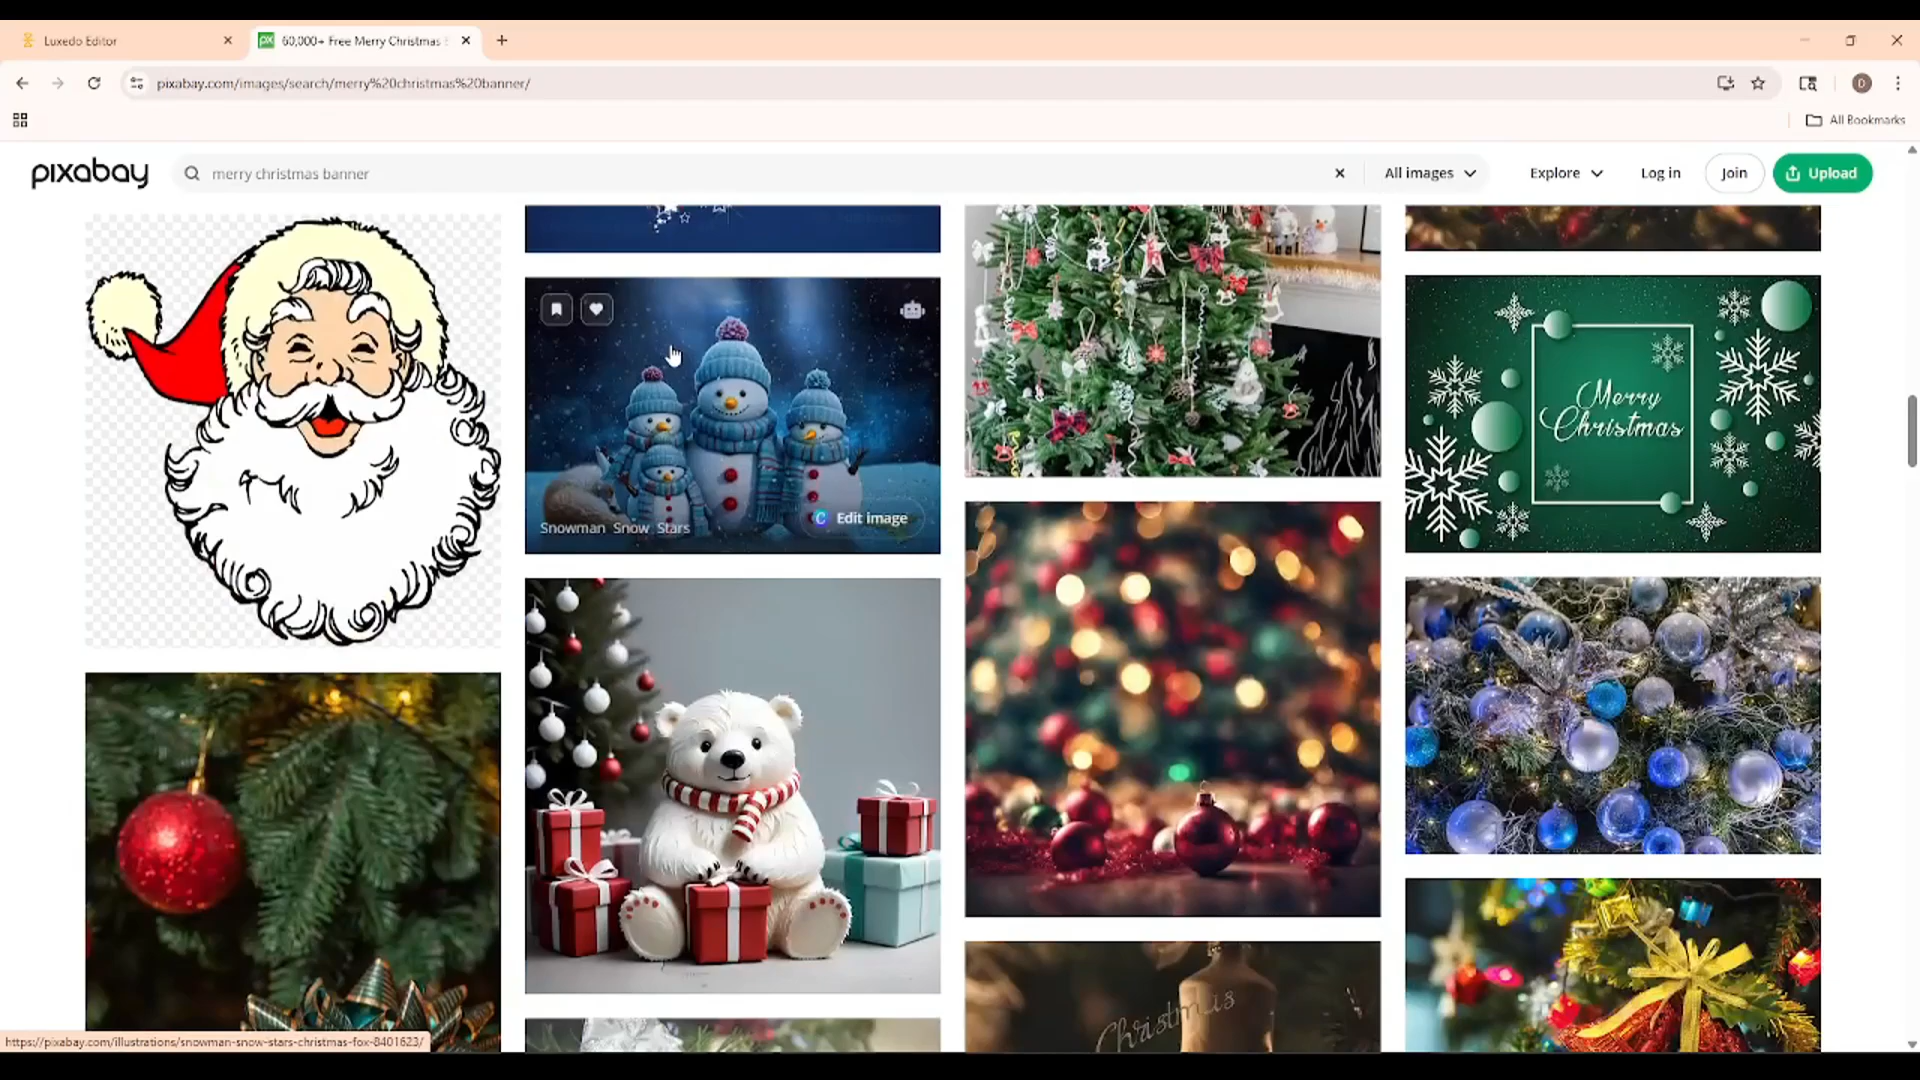 Luxedo Editor
60,000+ Free Merry Christmas
pixabay.com/images/search/merry%20christmas%20banner/
D
All Bookmarks
pixabay
merry christmas banner
All images
Explore
Log in
Join
Upload
Edit image
Snowman Snow Stars
Merry
Christmas
Christmas
https://pixabay.com/illustrations/snowman-snow-stars-christmas-fox-8401623/